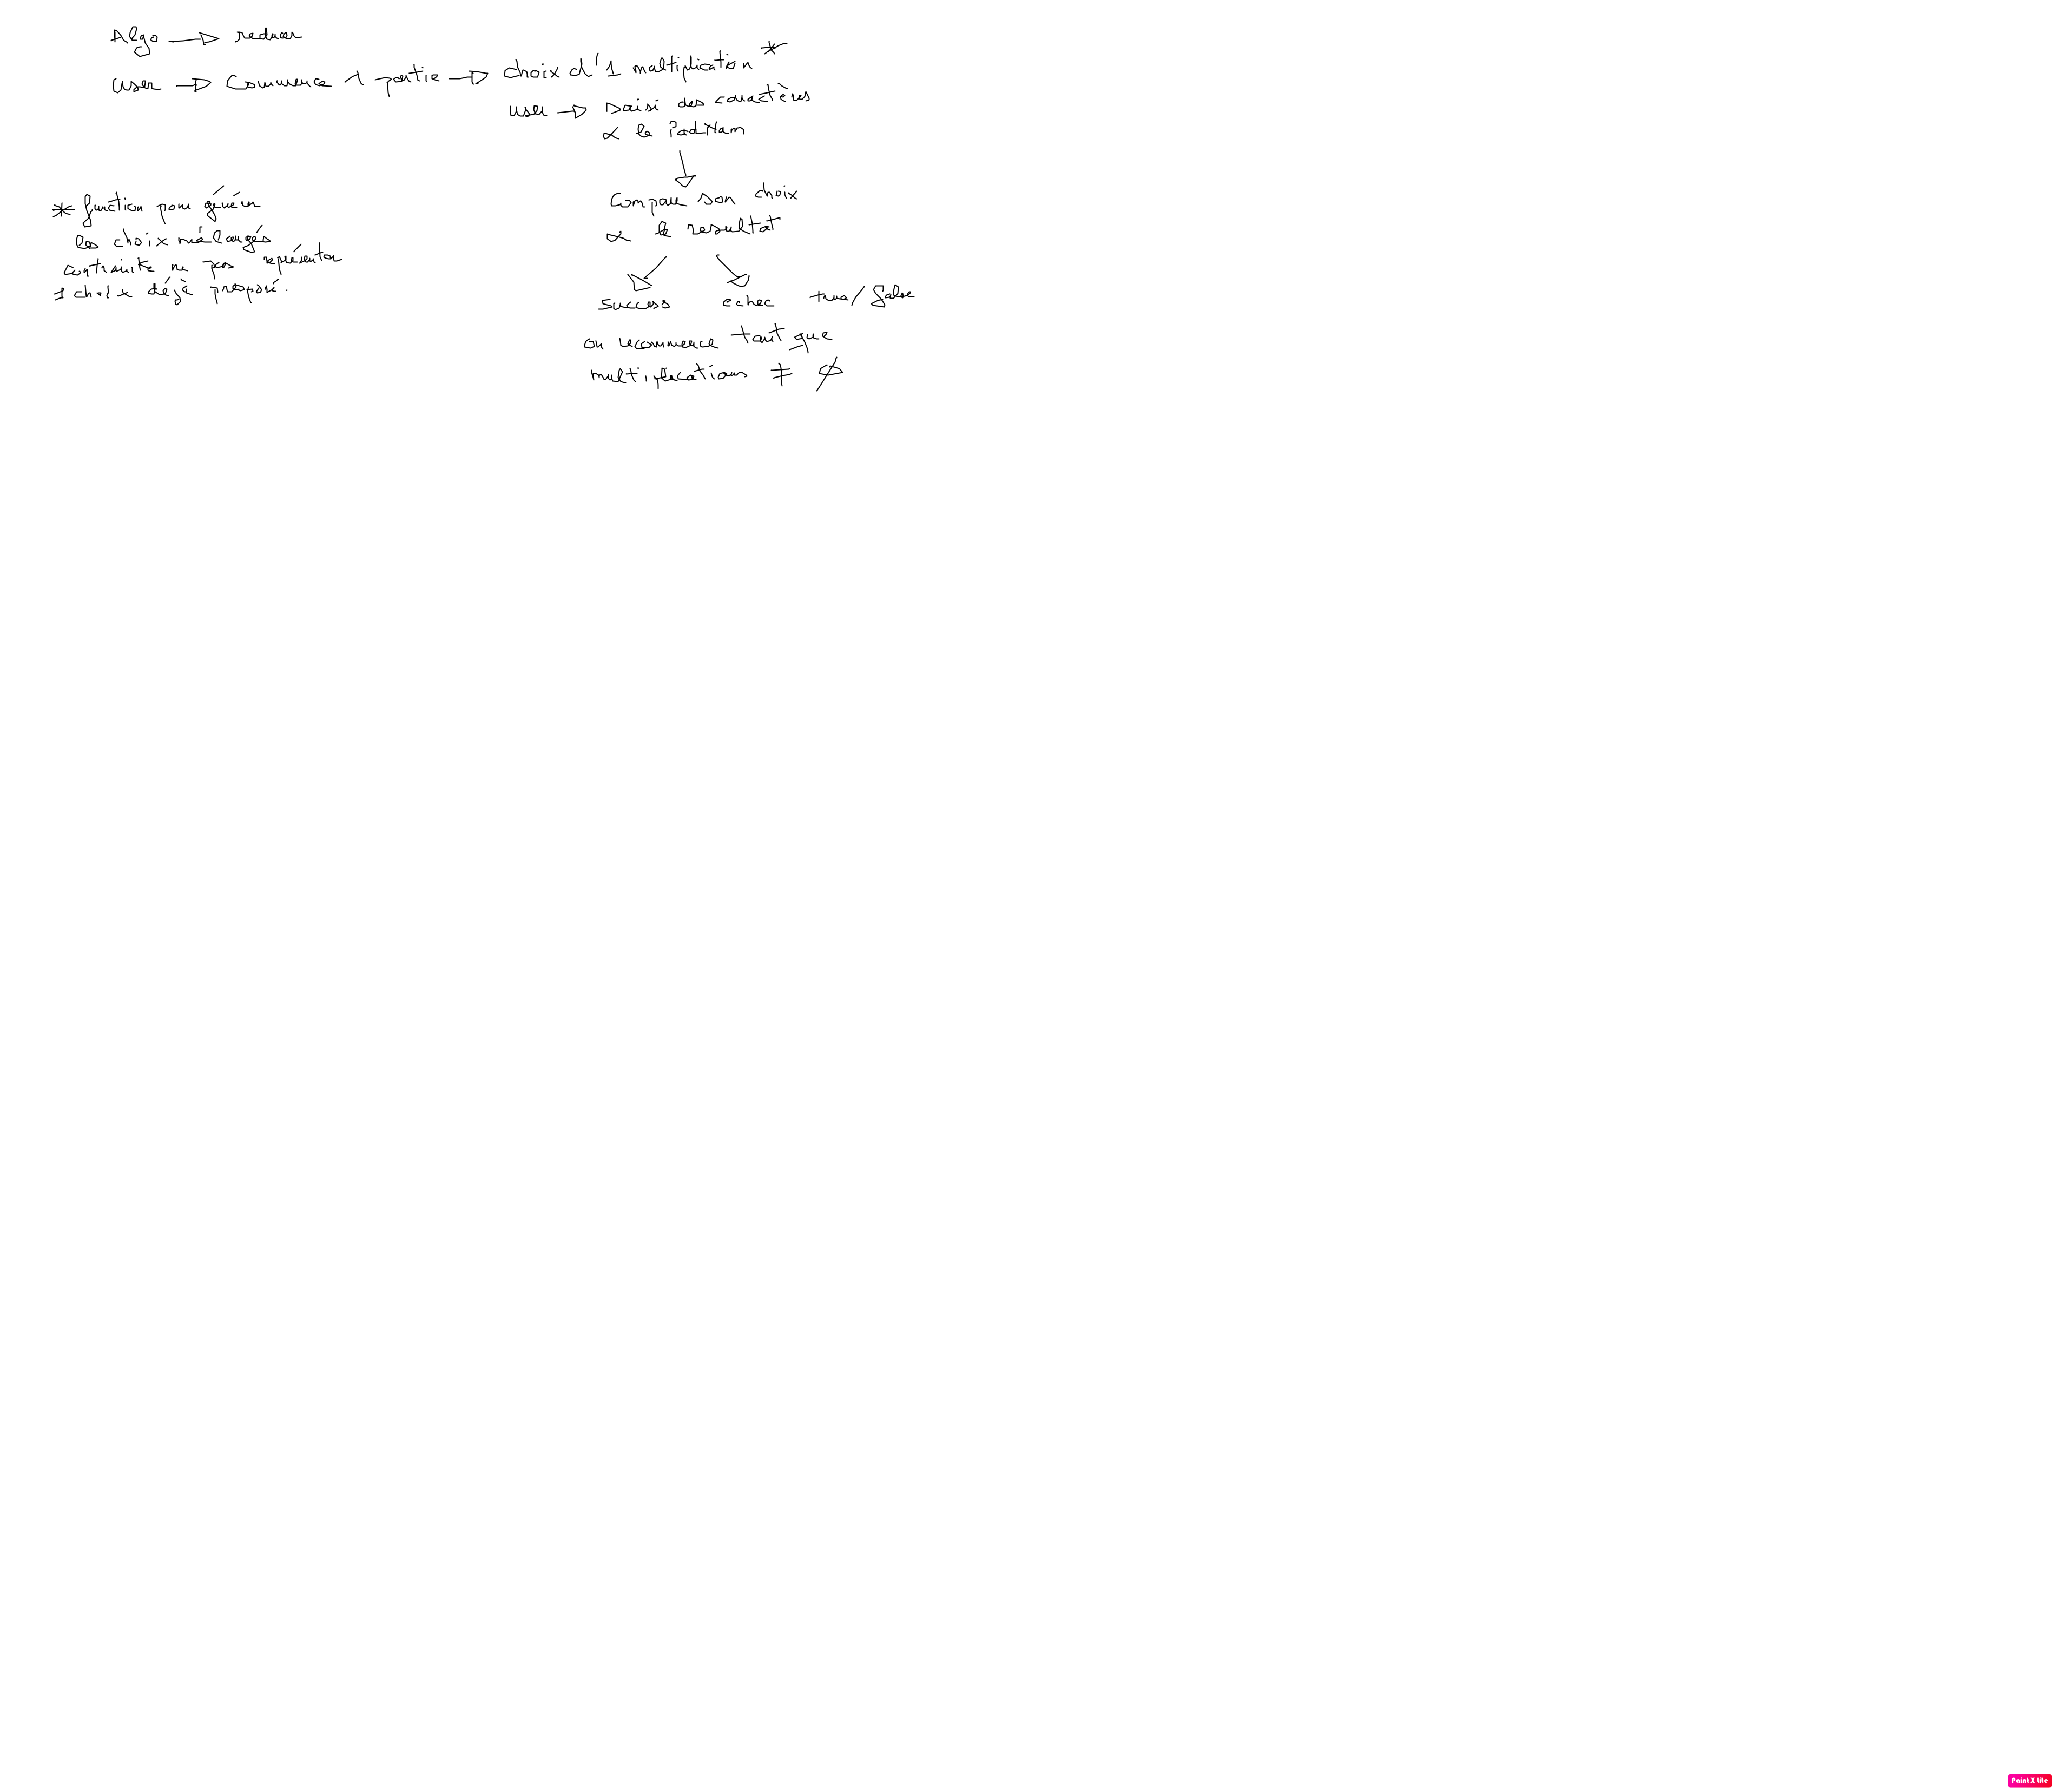 Algo → reducer
user → Commence 1 partie → choix d'1 multiplication *
user → saisi des caractères
∝ le PadNum
Compare son choix
∝ le resultat
success echec true/false
on recommence tant que
multiplications ≠ ∅
* function pour générer
les choix mélangés
contrainte ne pas représenter
1 choix déjà proposé.
Paint X Lite